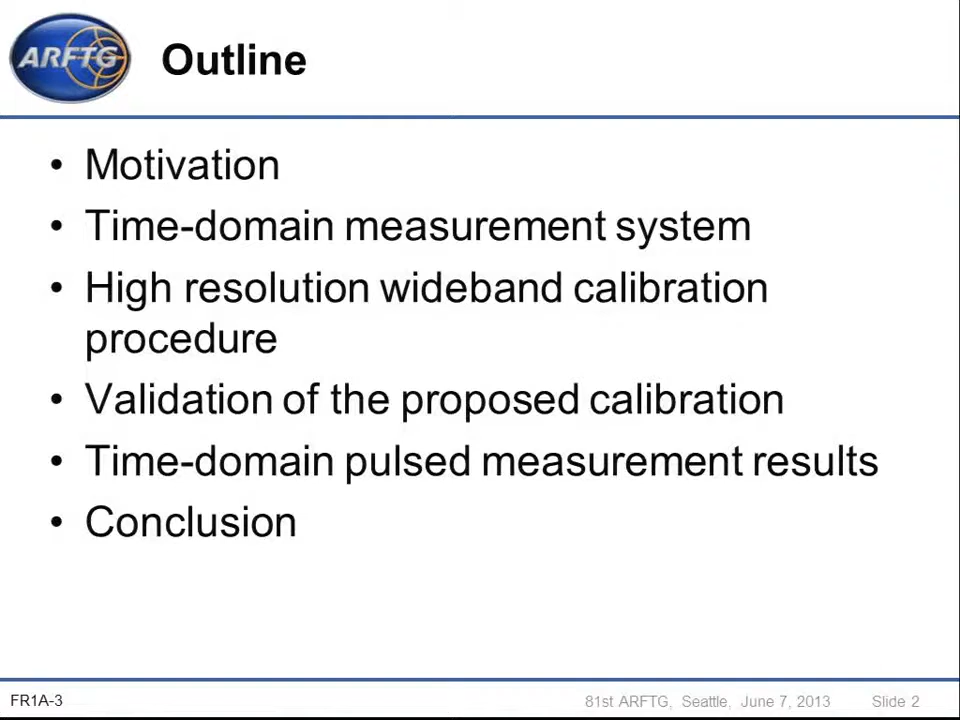 ARFTG
Outline
• Motivation
• Time-domain measurement system
• High resolution wideband calibration
procedure
• Validation of the proposed calibration
• Time-domain pulsed measurement results
• Conclusion
FR1A-3
81st ARFTG, Seattle, June 7, 2013 Slide 2